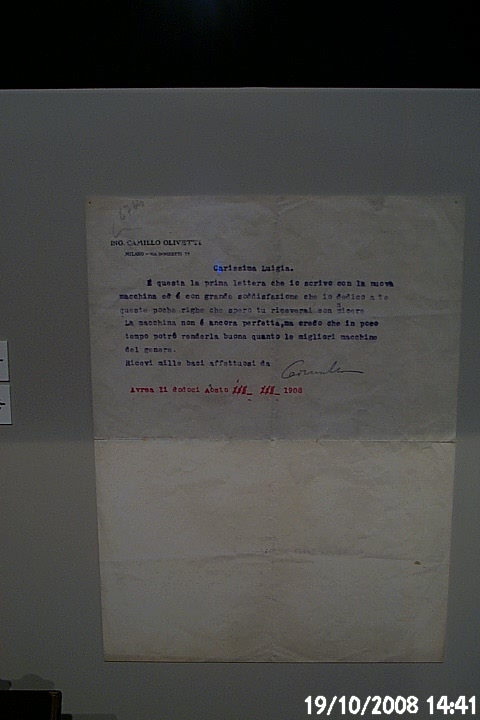 ING. CAMILLO OLIVETTI
MILANO - VIA
Carissima Luigia.
É questa la prima lettera che io scrivo con la nuova
macchina ed é con grande soddisfazione che io dedico a te
queste poche righe che spero tu riceverai con
La macchina non é ancora perfetta,ma credo che in poco
tempo potró renderla buona quanto le migliori macchine
del genere.
Ricevi mille baci affettuosi da
Camillo
Ivrea li 1908
19/10/2008 14:41